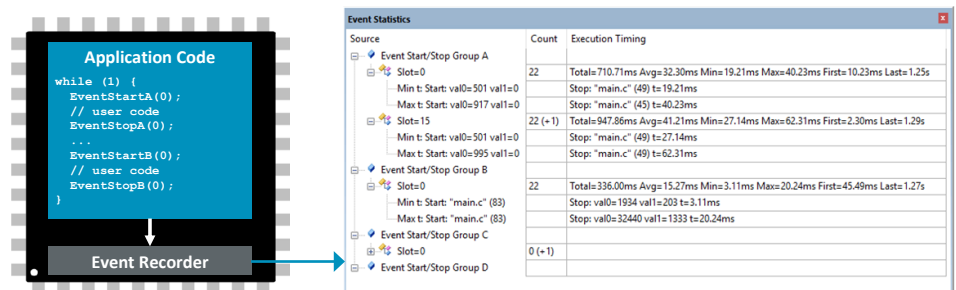 Application Code
while (1) {
EventStartA(0);
// user code
EventStopA(0);
...
EventStartB(0);
// user code
EventStopB(0);
}
Event Recorder
Event Statistics x
Source Count Execution Timing
Event Start/Stop Group A
Slot=0 22 Total=710.71ms Avg=32.30ms Min=19.21ms Max=40.23ms First=10.23ms Last=1.25s
Min t: Start: val0=501 val1=0 Stop: "main.c" (49) t=19.21ms
Max t: Start: val0=917 val1=0 Stop: "main.c" (45) t=40.23ms
Slot=15 22 (+1) Total=947.86ms Avg=41.21ms Min=27.14ms Max=62.31ms First=2.30ms Last=1.29s
Min t: Start: val0=501 val1=0 Stop: "main.c" (49) t=27.14ms
Max t: Start: val0=995 val1=0 Stop: "main.c" (49) t=62.31ms
Event Start/Stop Group B
Slot=0 22 Total=336.00ms Avg=15.27ms Min=3.11ms Max=20.24ms First=45.49ms Last=1.27s
Min t: Start: "main.c" (83) Stop: val0=1934 val1=203 t=3.11ms
Max t: Start: "main.c" (83) Stop: val0=32440 val1=1333 t=20.24ms
Event Start/Stop Group C
Slot=0 0 (+1)
Event Start/Stop Group D